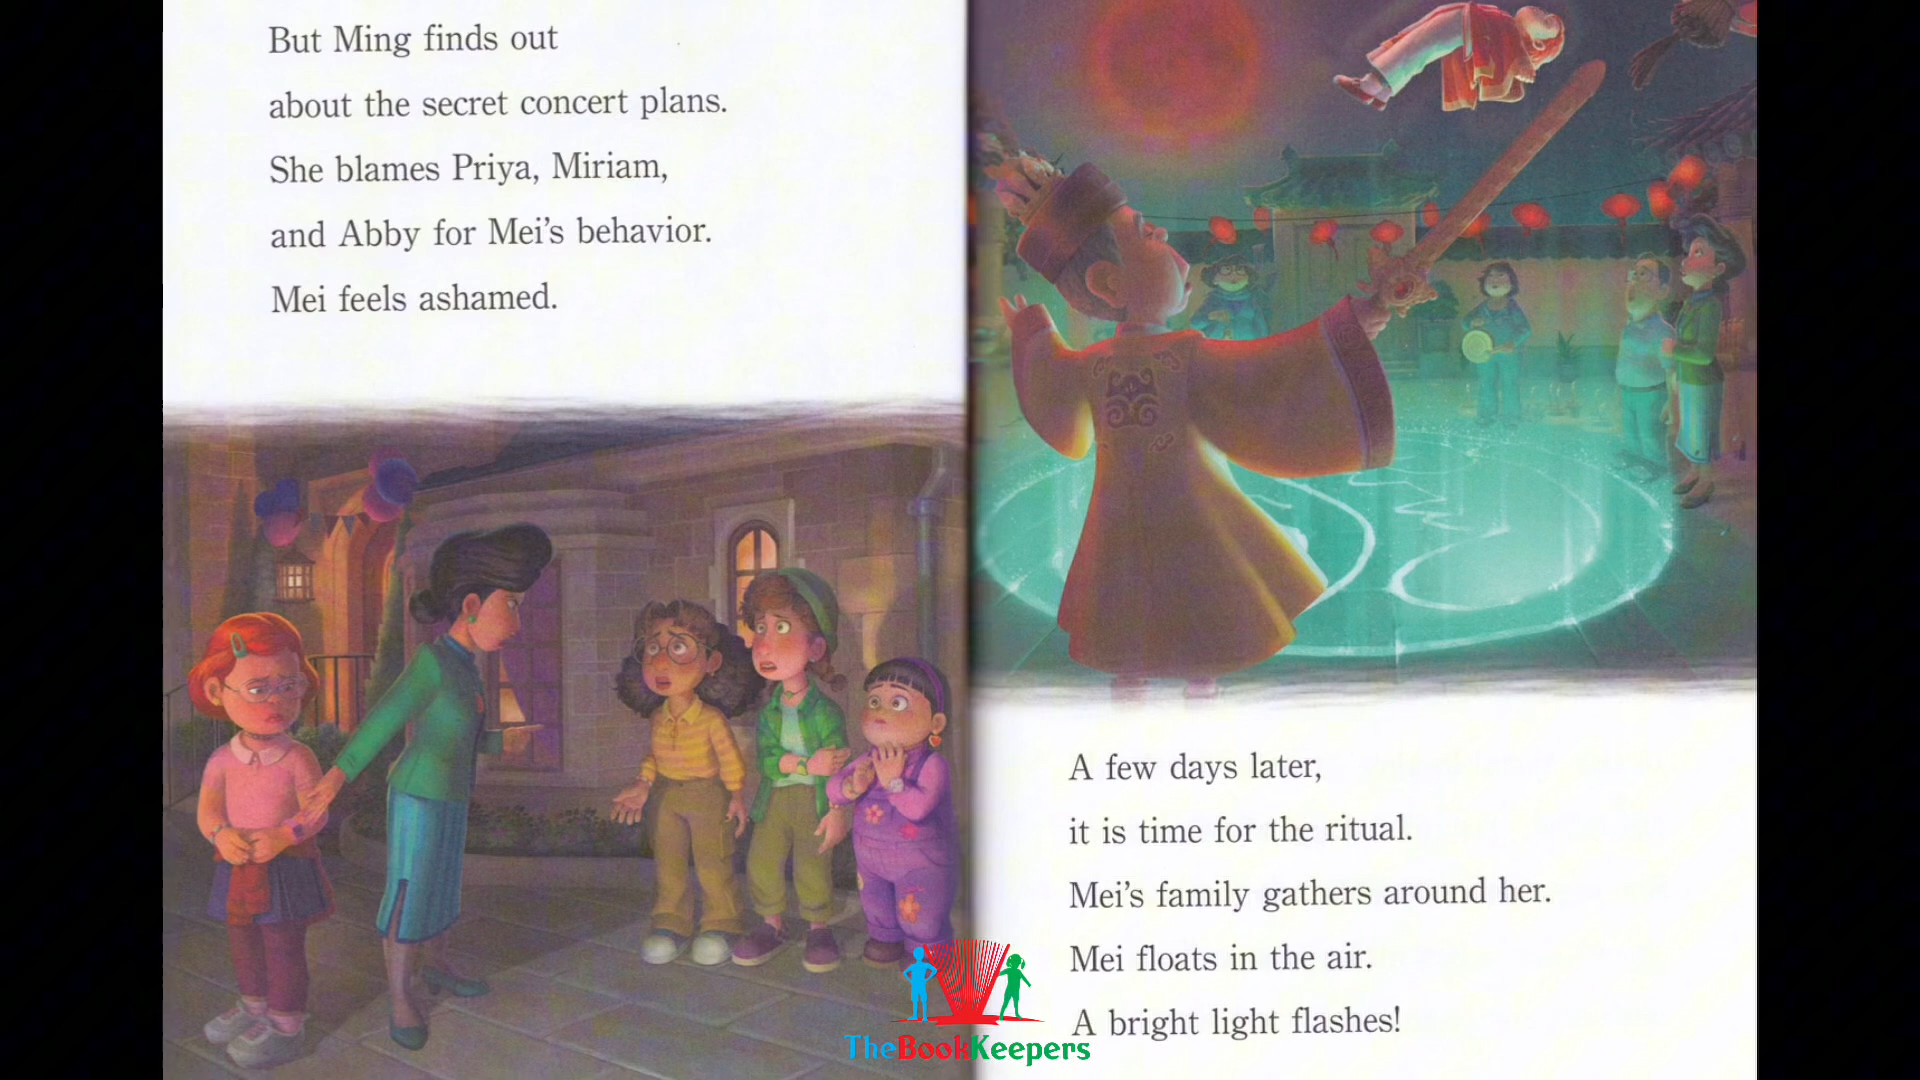 But Ming finds out
about the secret concert plans.
She blames Priya, Miriam,
and Abby for Mei's behavior.
Mei feels ashamed.
A few days later,
it is time for the ritual.
Mei's family gathers around her.
Mei floats in the air.
A bright light flashes!
TheBookKeepers